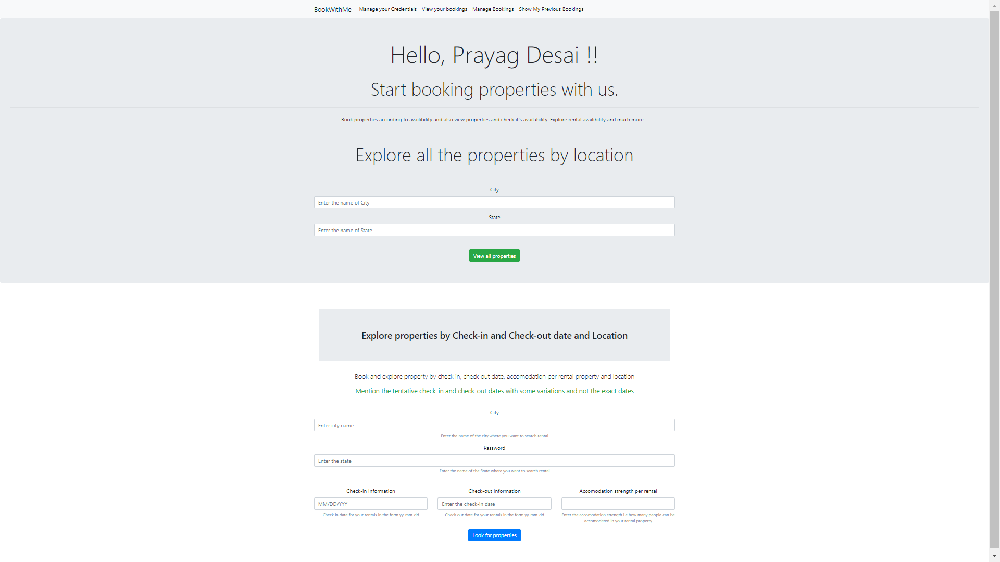 BookWithMe Manage your Credentials View your bookings Manage Bookings Show My Previous Bookings
Hello, Prayag Desai !!
Start booking properties with us.
Book properties according to availibility and also view properties and check it's availability. Explore rental availibility and much more....
Explore all the properties by location
City
Enter the name of City
State
Enter the name of State
View all properties
Explore properties by Check-in and Check-out date and Location
Book and explore property by check-in, check-out date, accomodation per rental property and location
Mention the tentative check-in and check-out dates with some variations and not the exact dates
City
Enter city name
Enter the name of the city where you want to search rental
Password
Enter the state
Enter the name of the State where you want to search rental
Check-in Information Check-out Information Accomodation strength per rental
MM/DD/YYY Enter the check-in date
Check in date for your rentals in the form yy-mm-dd Check out date for your rentals in the form yy-mm-dd Enter the accomodation strength i.e how many people can be
accomodated in your rental property
Look for properties